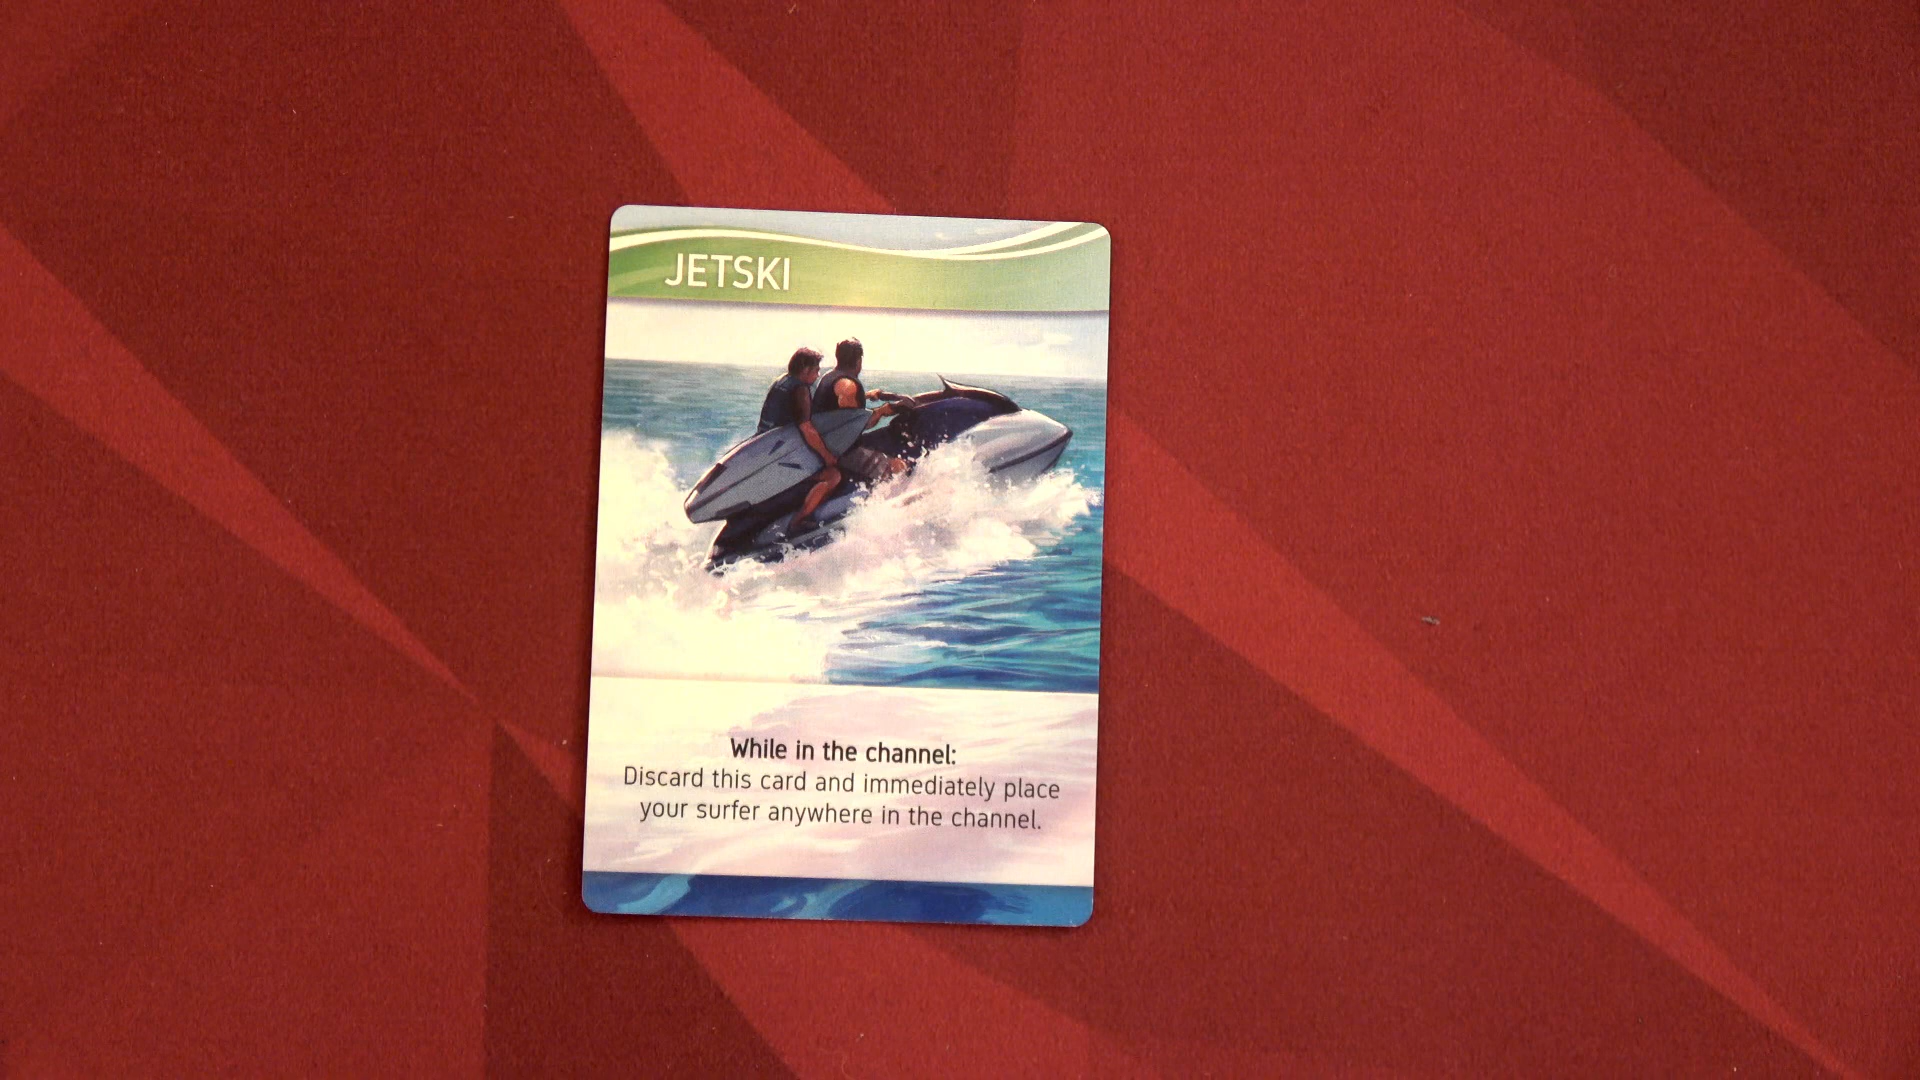 JETSKI
While in the channel:
Discard this card and immediately place
your surfer anywhere in the channel.